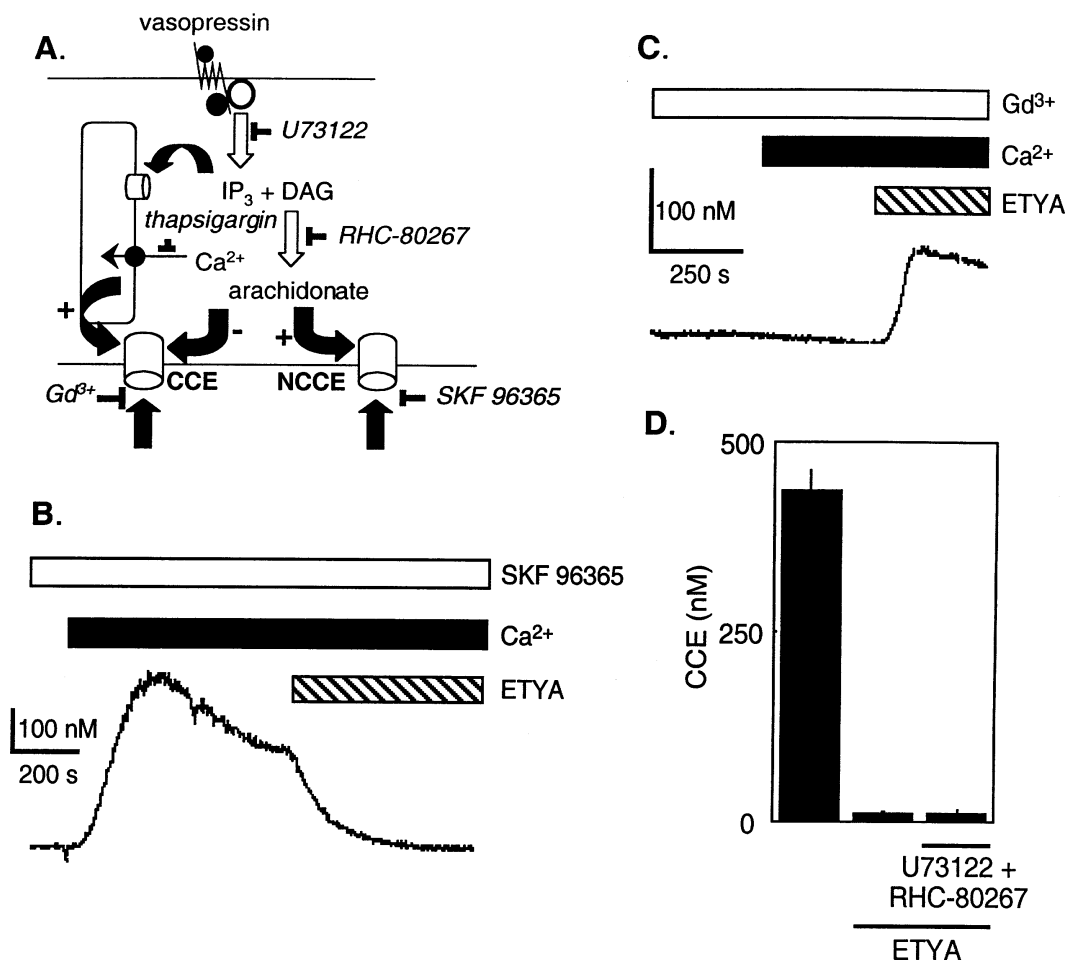 A.
vasopressin
U73122
IP3 + DAG
thapsigargin
RHC-80267
Ca2+
arachidonate
+
-
+
CCE
NCCE
Gd3+
SKF 96365
B.
SKF 96365
Ca2+
ETYA
100 nM
200 s
C.
Gd3+
Ca2+
ETYA
100 nM
250 s
D.
500
250
0
CCE (nM)
U73122 +
RHC-80267
ETYA